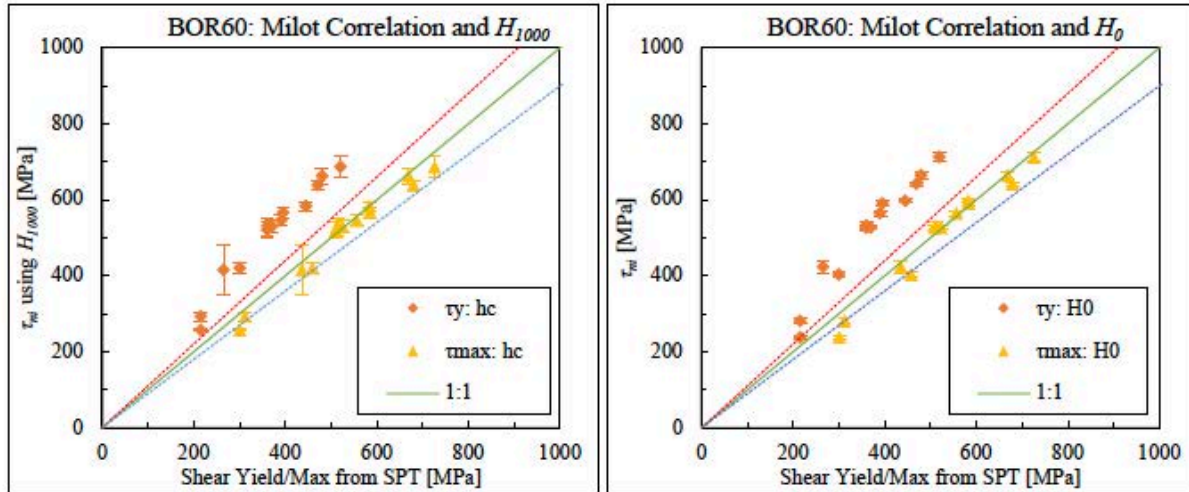 BOR60: Milot Correlation and H1000
1000
800
600
400
200
0
τni using H1000 [MPa]
τy: hc
τmax: hc
1:1
0 200 400 600 800 1000
Shear Yield/Max from SPT [MPa]
BOR60: Milot Correlation and H0
1000
800
600
400
200
0
τni [MPa]
τy: H0
τmax: H0
1:1
0 200 400 600 800 1000
Shear Yield/Max from SPT [MPa]